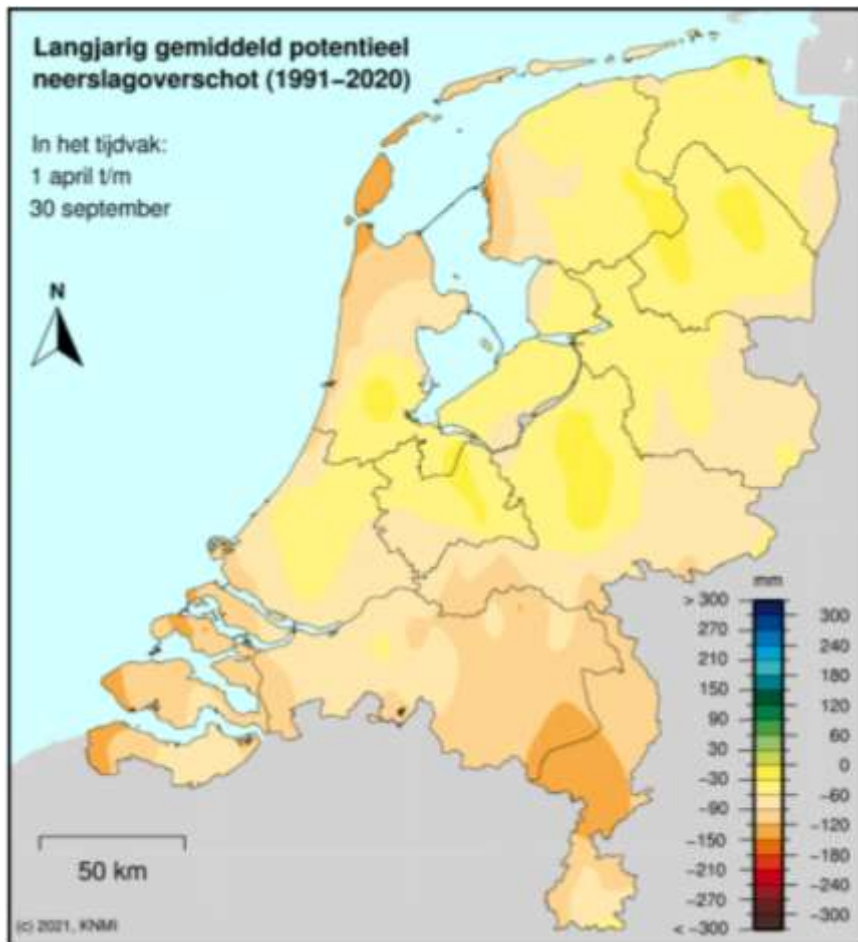 Langjarig gemiddeld potentieel
neerslagoverschot (1991−2020)
In het tijdvak:
1 april t/m
30 september
N
mm
> 300
300
270
240
210
180
150
120
90
60
30
0
−30
−60
−90
−120
−150
−180
−210
−240
−270
−300
< −300
50 km
(c) 2021, KNMI